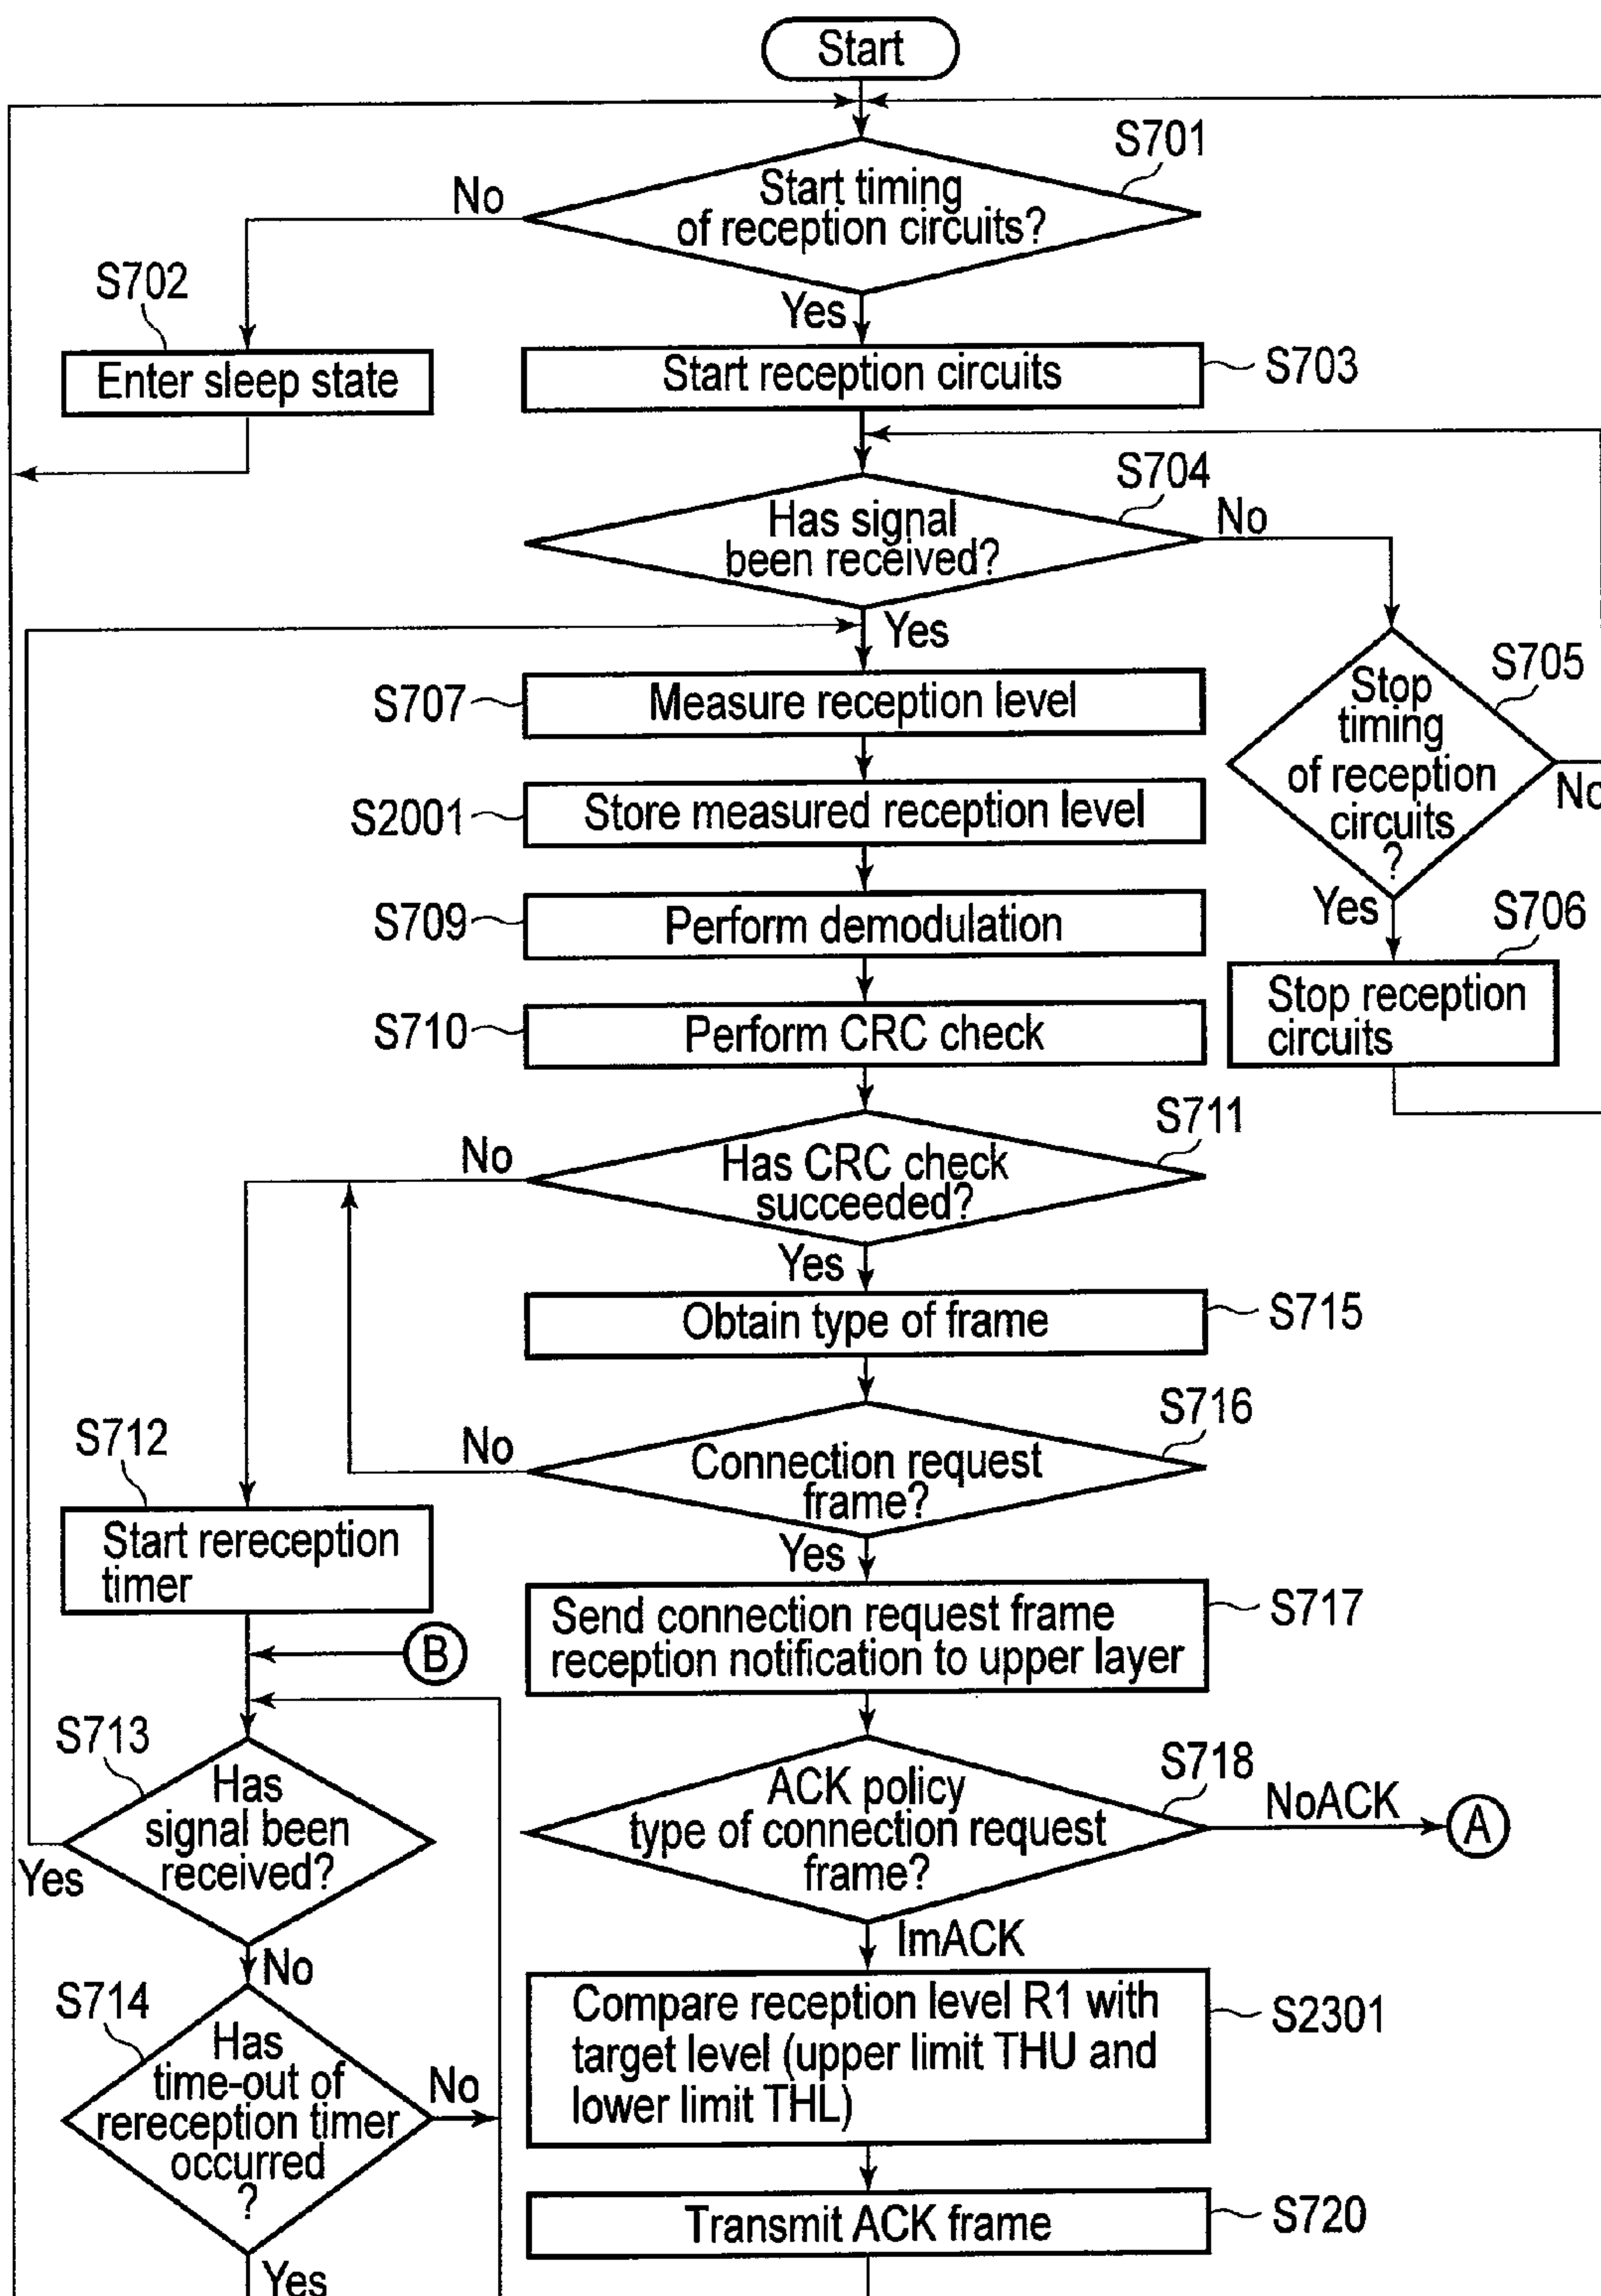 Start
S701
Start timing
of reception circuits?
No
Yes
S702
Enter sleep state
Start reception circuits
S703
S704
Has signal
been received?
No
Yes
S707
Measure reception level
S705
Stop
timing
of reception
circuits
?
No
Yes
S2001
Store measured reception level
S709
Perform demodulation
S706
Stop reception
circuits
S710
Perform CRC check
S711
Has CRC check
succeeded?
No
Yes
Obtain type of frame
S715
S716
Connection request
frame?
No
Yes
S712
Start rereception
timer
B
Send connection request frame
reception notification to upper layer
S717
S713
Has
signal been
received?
Yes
No
S718
ACK policy
type of connection request
frame?
NoACK
A
ImACK
S714
Has
time-out of
rereception timer
occurred
?
No
Yes
Compare reception level R1 with
target level (upper limit THU and
lower limit THL)
S2301
Transmit ACK frame
S720